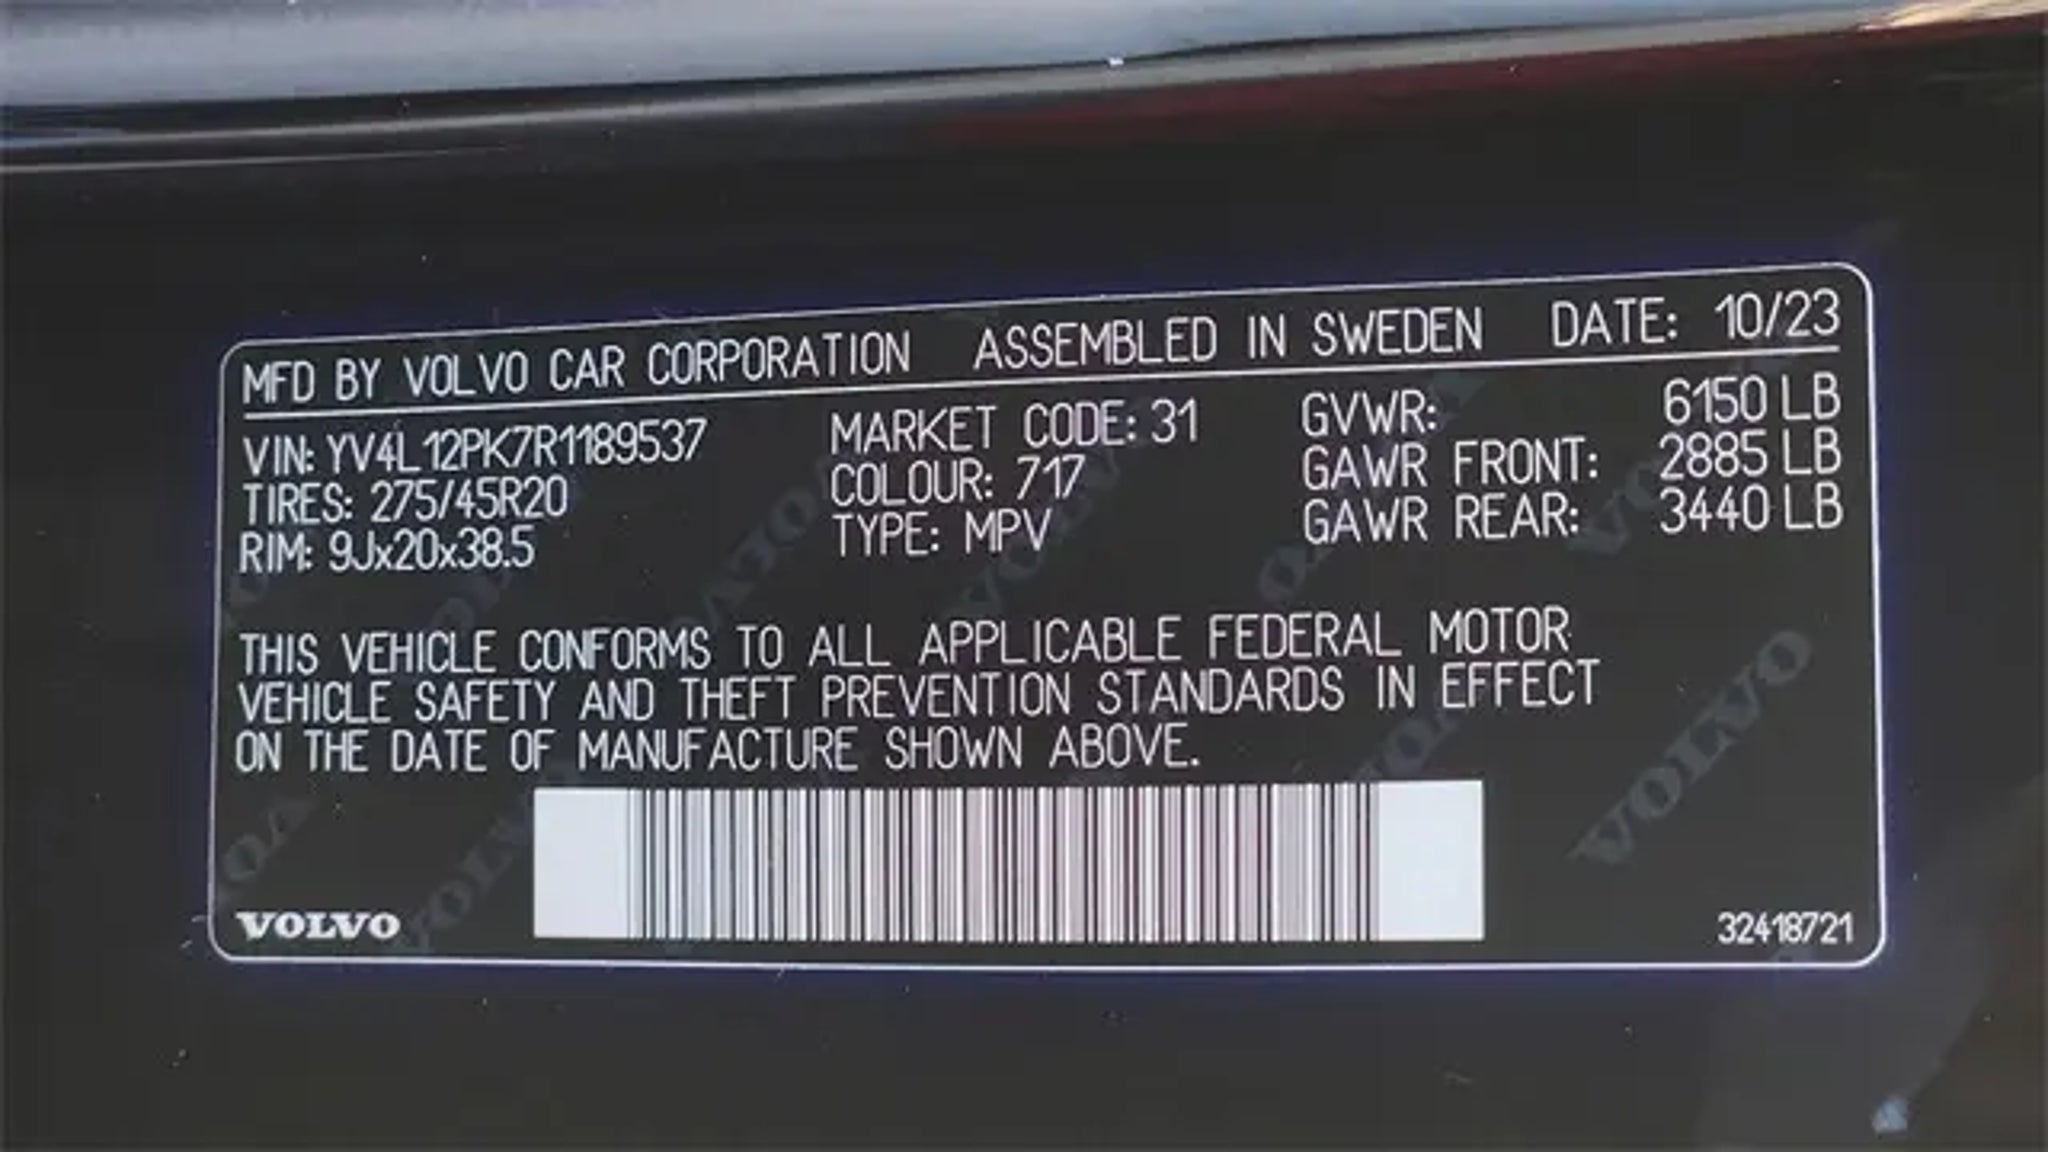 MFD BY VOLVO CAR CORPORATION ASSEMBLED IN SWEDEN DATE: 10/23
VIN: YV4L12PK7R1189537 MARKET CODE: 31 GVWR: 6150 LB
TIRES: 275/45R20 COLOUR: 717 GAWR FRONT: 2885 LB
RIM: 9Jx20x38.5 TYPE: MPV GAWR REAR: 3440 LB
THIS VEHICLE CONFORMS TO ALL APPLICABLE FEDERAL MOTOR
VEHICLE SAFETY AND THEFT PREVENTION STANDARDS IN EFFECT
ON THE DATE OF MANUFACTURE SHOWN ABOVE.
VOLVO 32418721